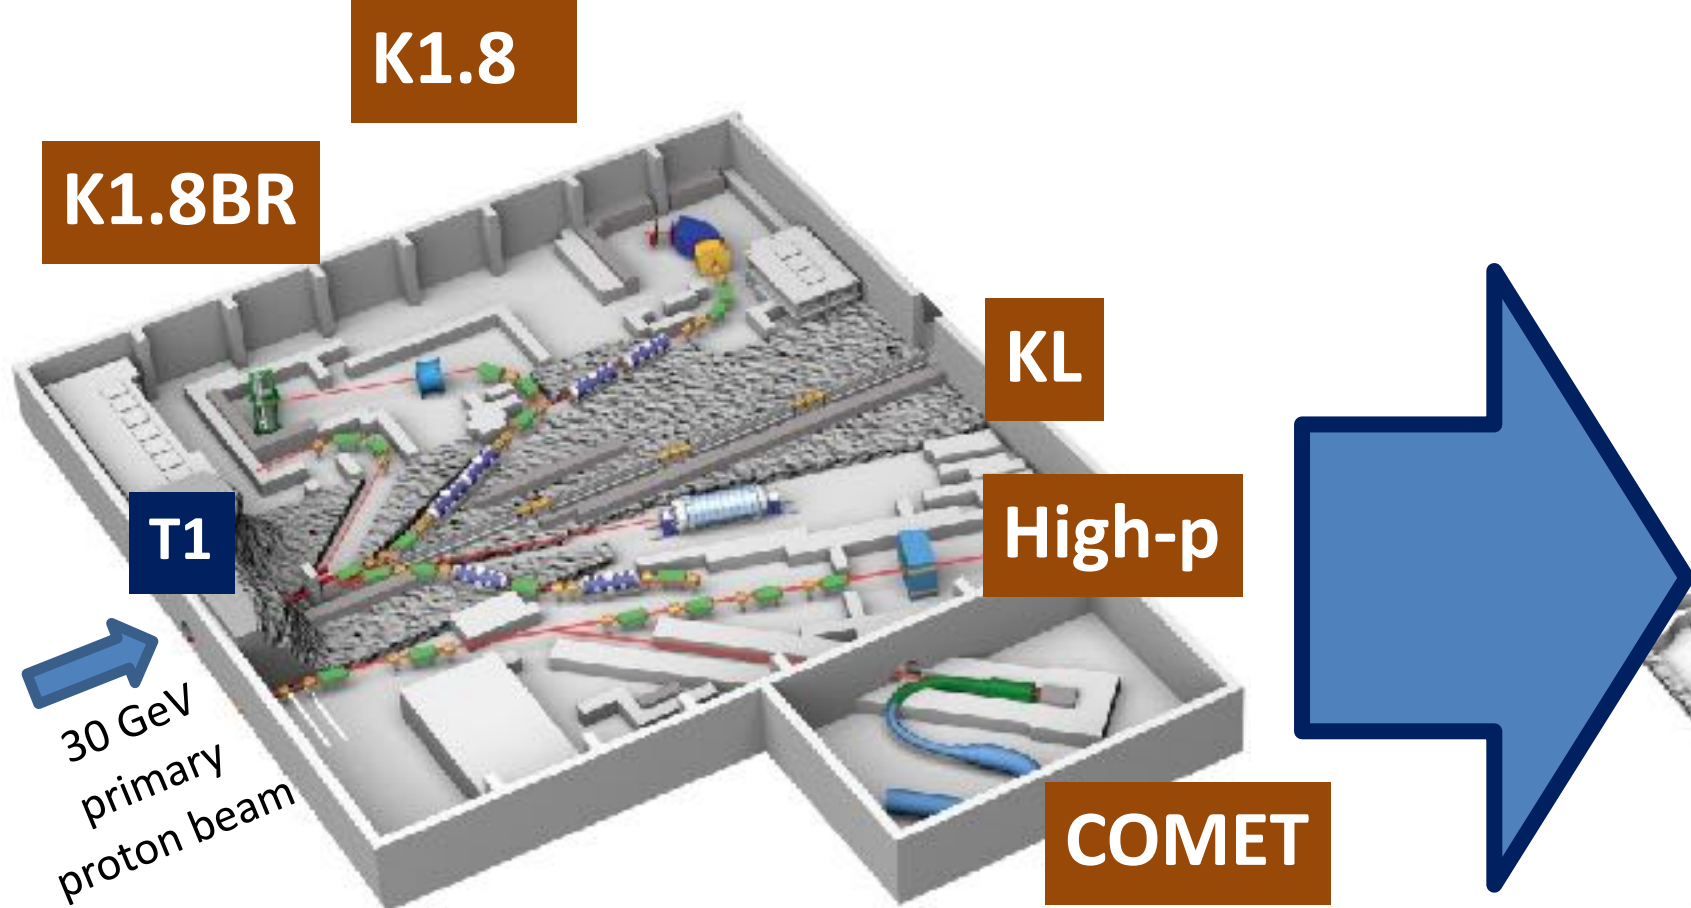 K1.8
K1.8BR
KL
High-p
T1
30 GeV
primary
proton beam
COMET